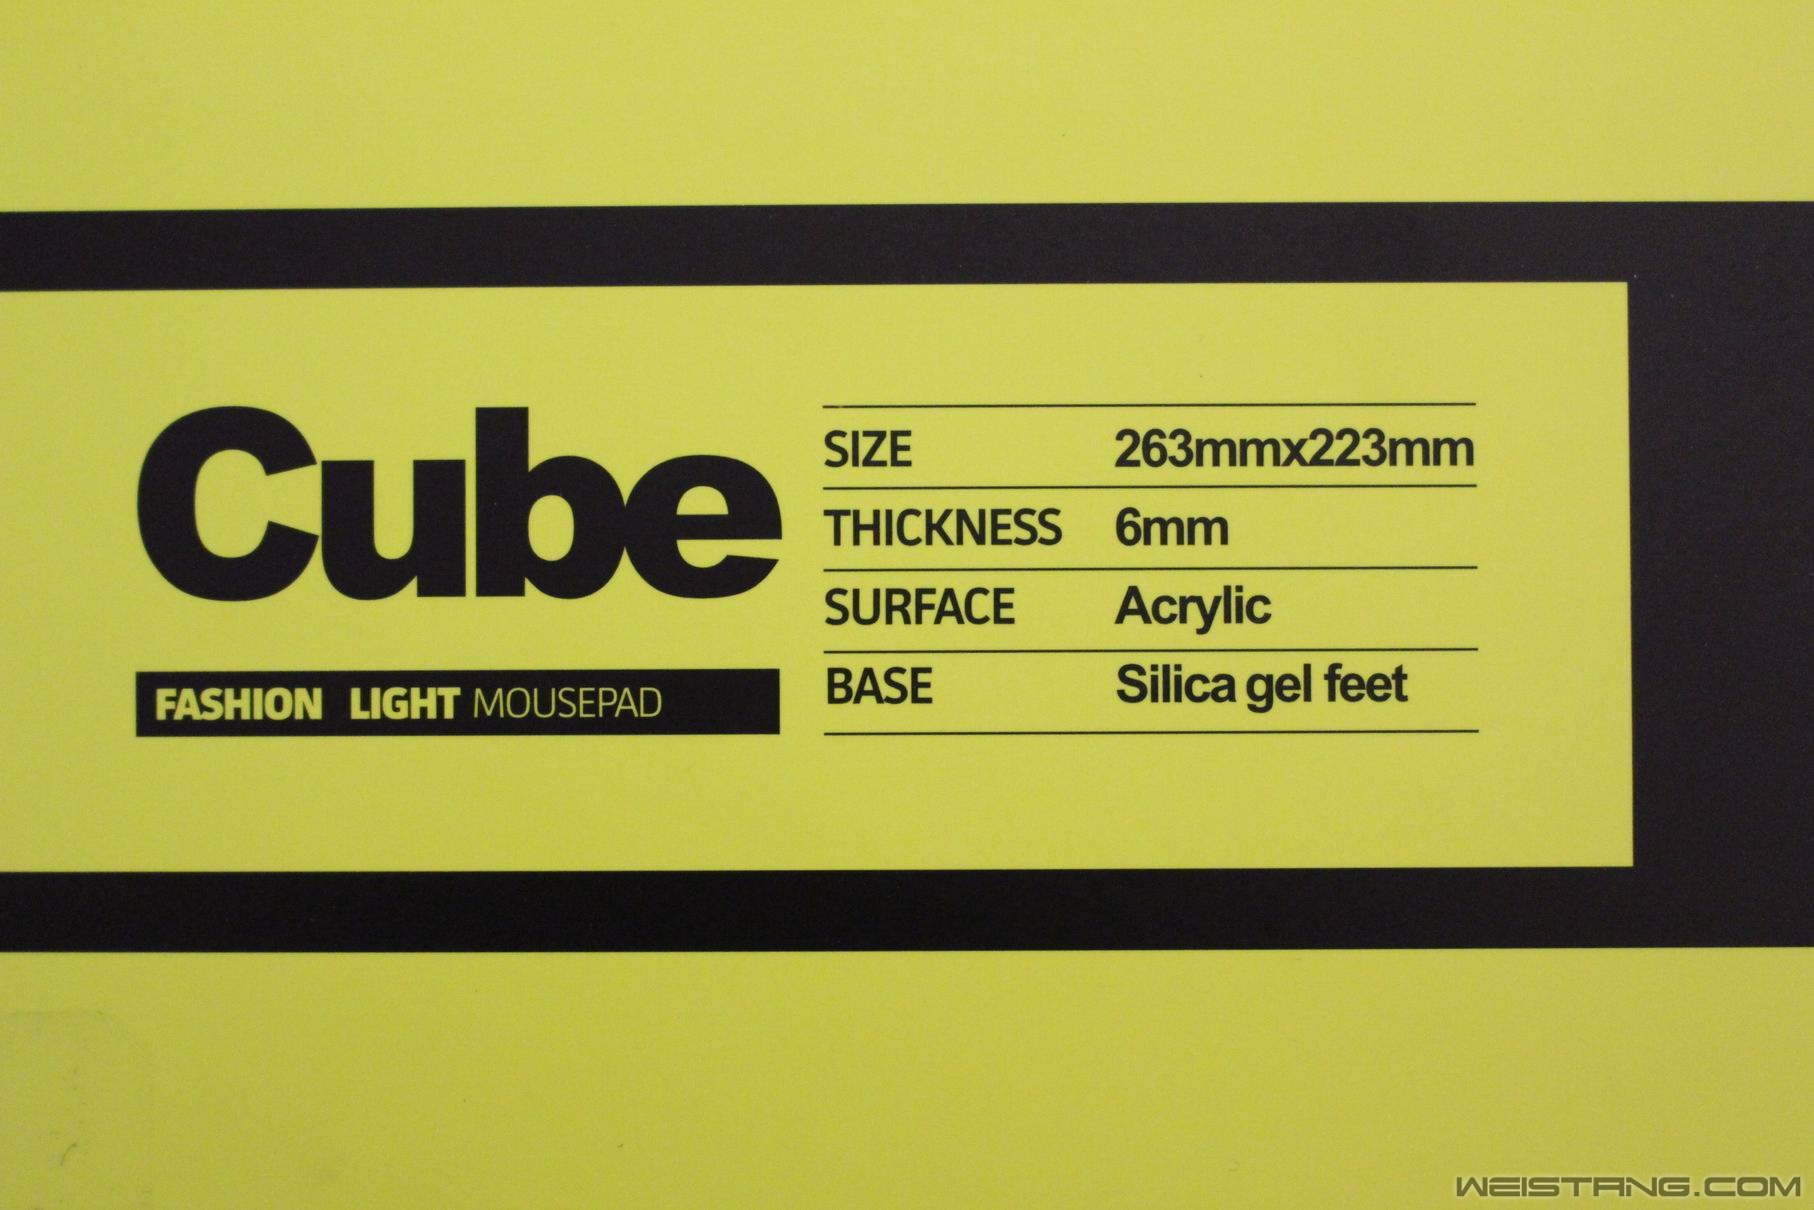 Cube
FASHION LIGHT MOUSEPAD
SIZE 263mmx223mm
THICKNESS 6mm
SURFACE Acrylic
BASE Silica gel feet
WEISTANG.COM